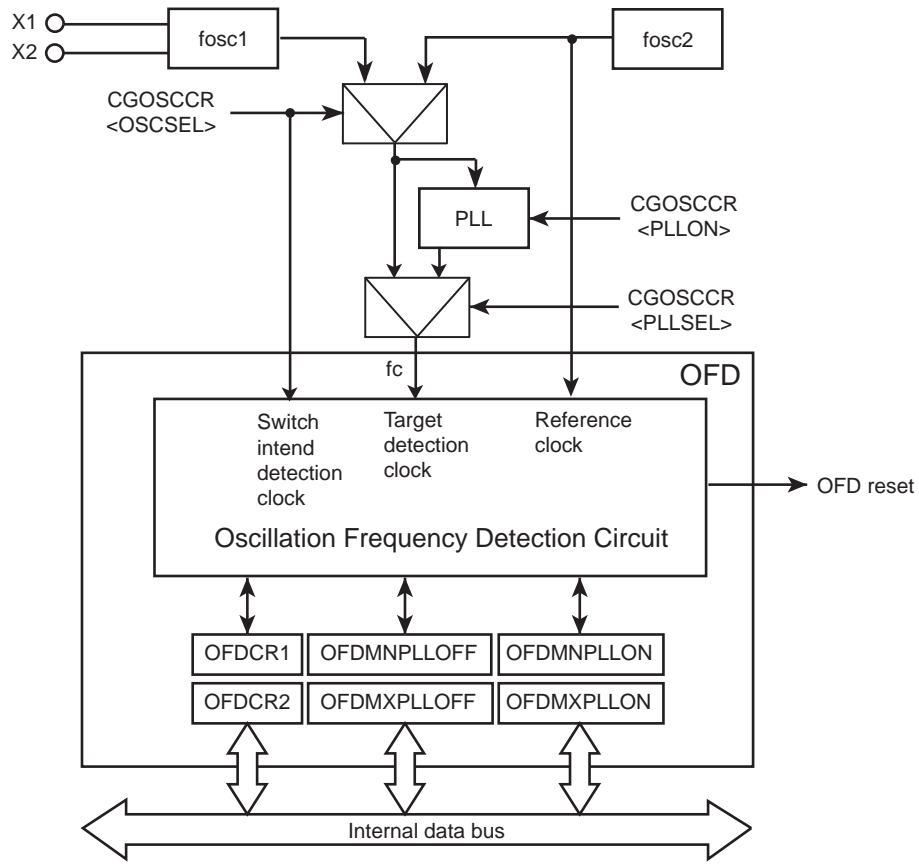 X1
X2
fosc1
fosc2
CGOSCCR
<OSCSEL>
PLL
CGOSCCR
<PLLON>
CGOSCCR
<PLLSEL>
fc
OFD
Switch
intend
detection
clock
Target
detection
clock
Reference
clock
OFD reset
Oscillation Frequency Detection Circuit
OFDCR1
OFDMNPLLOFF
OFDMNPLLON
OFDCR2
OFDMXPLLOFF
OFDMXPLLON
Internal data bus